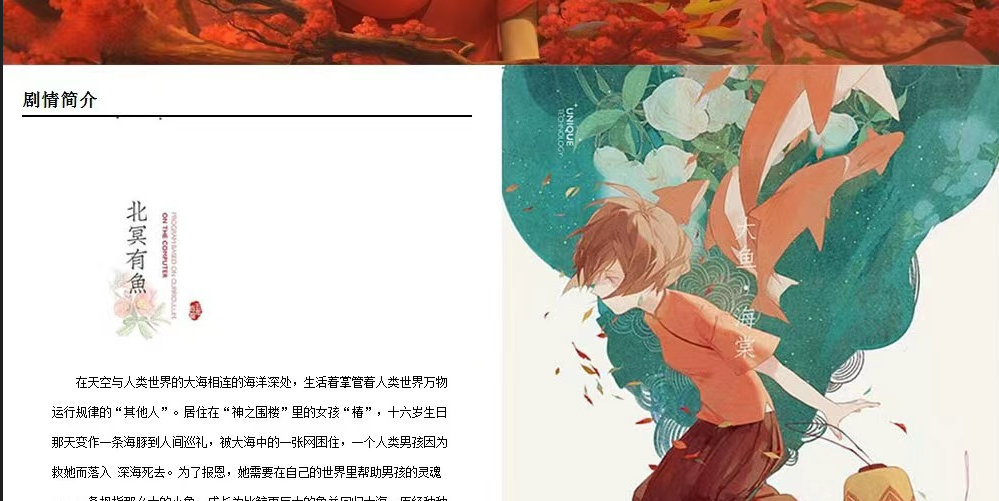 剧情简介
北冥有魚
PROGRAM BASED ON CURRICULUM
ON THE COMPUTER
在天空与人类世界的大海相连的海洋深处，生活着掌管着人类世界万物
运行规律的“其他人”。居住在“神之围楼”里的女孩“椿”，十六岁生日
那天变作一条海豚到人间巡礼，被大海中的一张网困住，一个人类男孩因为
救她而落入 深海死去。为了报恩，她需要在自己的世界里帮助男孩的灵魂
UNIQUE
TECHNOLOGY
大鱼·海棠